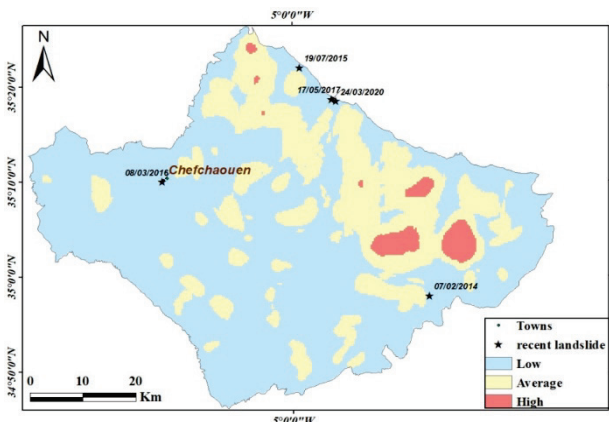 5°0'0"W
N
19/07/2015
17/05/2017
24/03/2020
35°20'0"N
Chefchaouen
08/03/2016
35°10'0"N
35°0'0"N
07/02/2014
Towns
recent landslide
Low
Average
High
34°50'0"N
0 10 20
Km
5°0'0"W